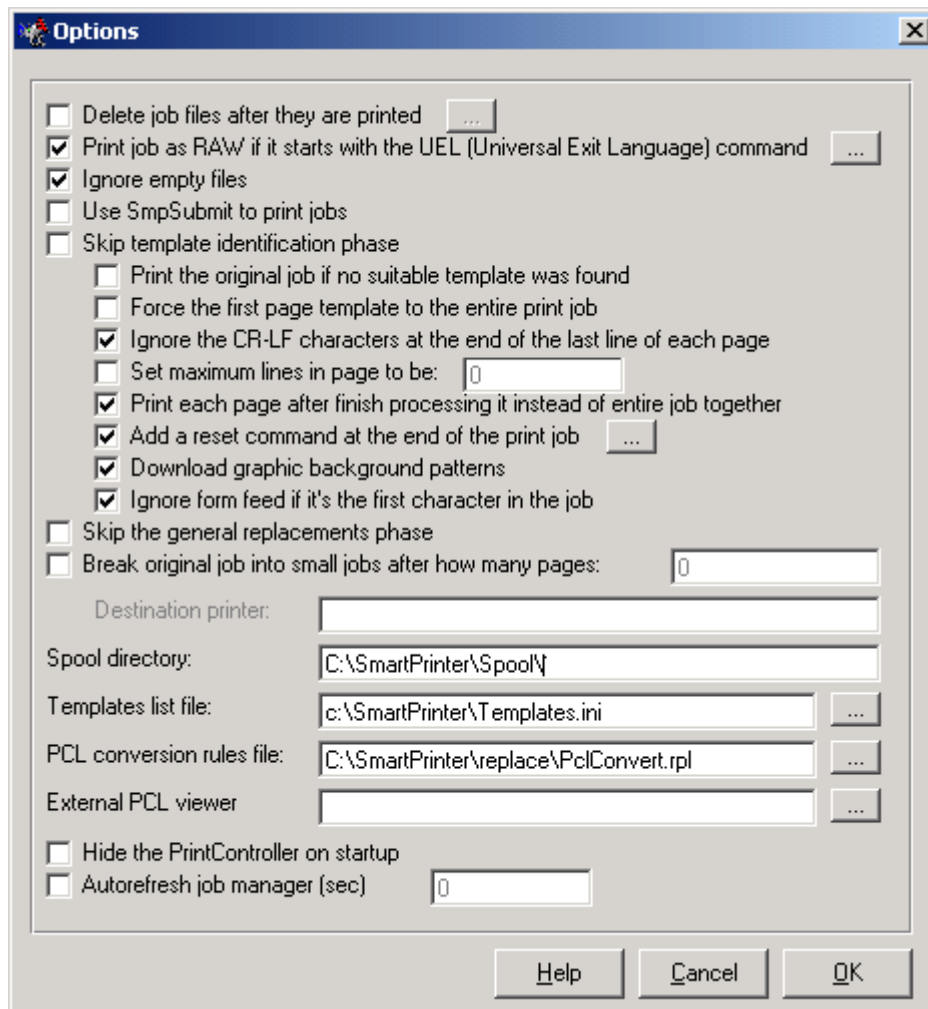 Options
Delete job files after they are printed ...
Print job as RAW if it starts with the UEL (Universal Exit Language) command ...
Ignore empty files
Use SmpSubmit to print jobs
Skip template identification phase
Print the original job if no suitable template was found
Force the first page template to the entire print job
Ignore the CR-LF characters at the end of the last line of each page
Set maximum lines in page to be: 0
Print each page after finish processing it instead of entire job together
Add a reset command at the end of the print job ...
Download graphic background patterns
Ignore form feed if it's the first character in the job
Skip the general replacements phase
Break original job into small jobs after how many pages: 0
Destination printer:
Spool directory: C:\SmartPrinter\Spool\
Templates list file: c:\SmartPrinter\Templates.ini ...
PCL conversion rules file: C:\SmartPrinter\replace\PclConvert.rpl ...
External PCL viewer ...
Hide the PrintController on startup
Autorefresh job manager (sec) 0
Help Cancel OK